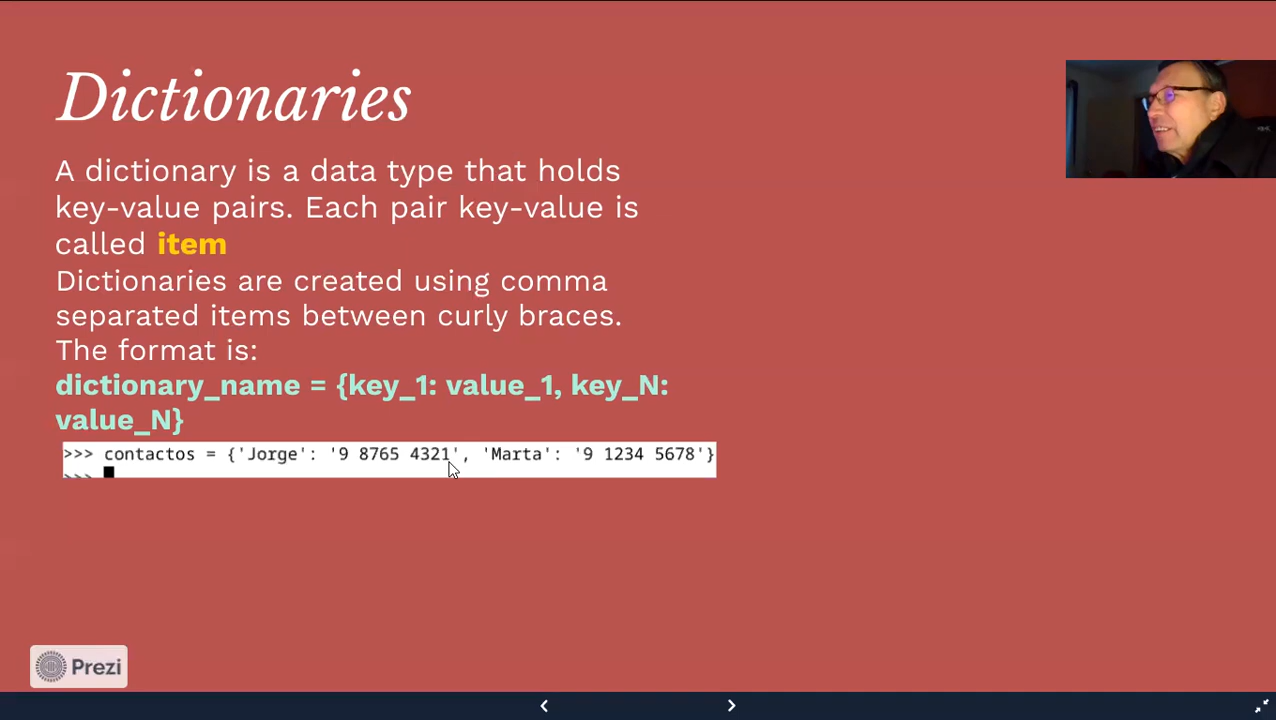 Dictionaries
A dictionary is a data type that holds
key-value pairs. Each pair key-value is
called item
Dictionaries are created using comma
separated items between curly braces.
The format is:
dictionary_name = {key_1: value_1, key_N:
value_N}
>>> contactos = {'Jorge': '9 8765 4321', 'Marta': '9 1234 5678'}
>>>
Prezi